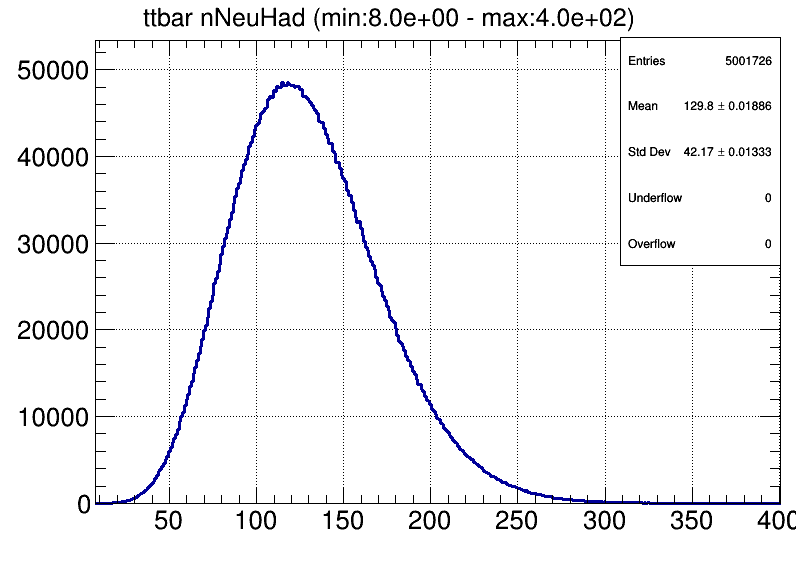 ttbar nNeuHad (min:8.0e+00 - max:4.0e+02)
Entries 5001726
Mean 129.8 ± 0.01886
Std Dev 42.17 ± 0.01333
Underflow 0
Overflow 0
50000
40000
30000
20000
10000
0
50 100 150 200 250 300 350 400